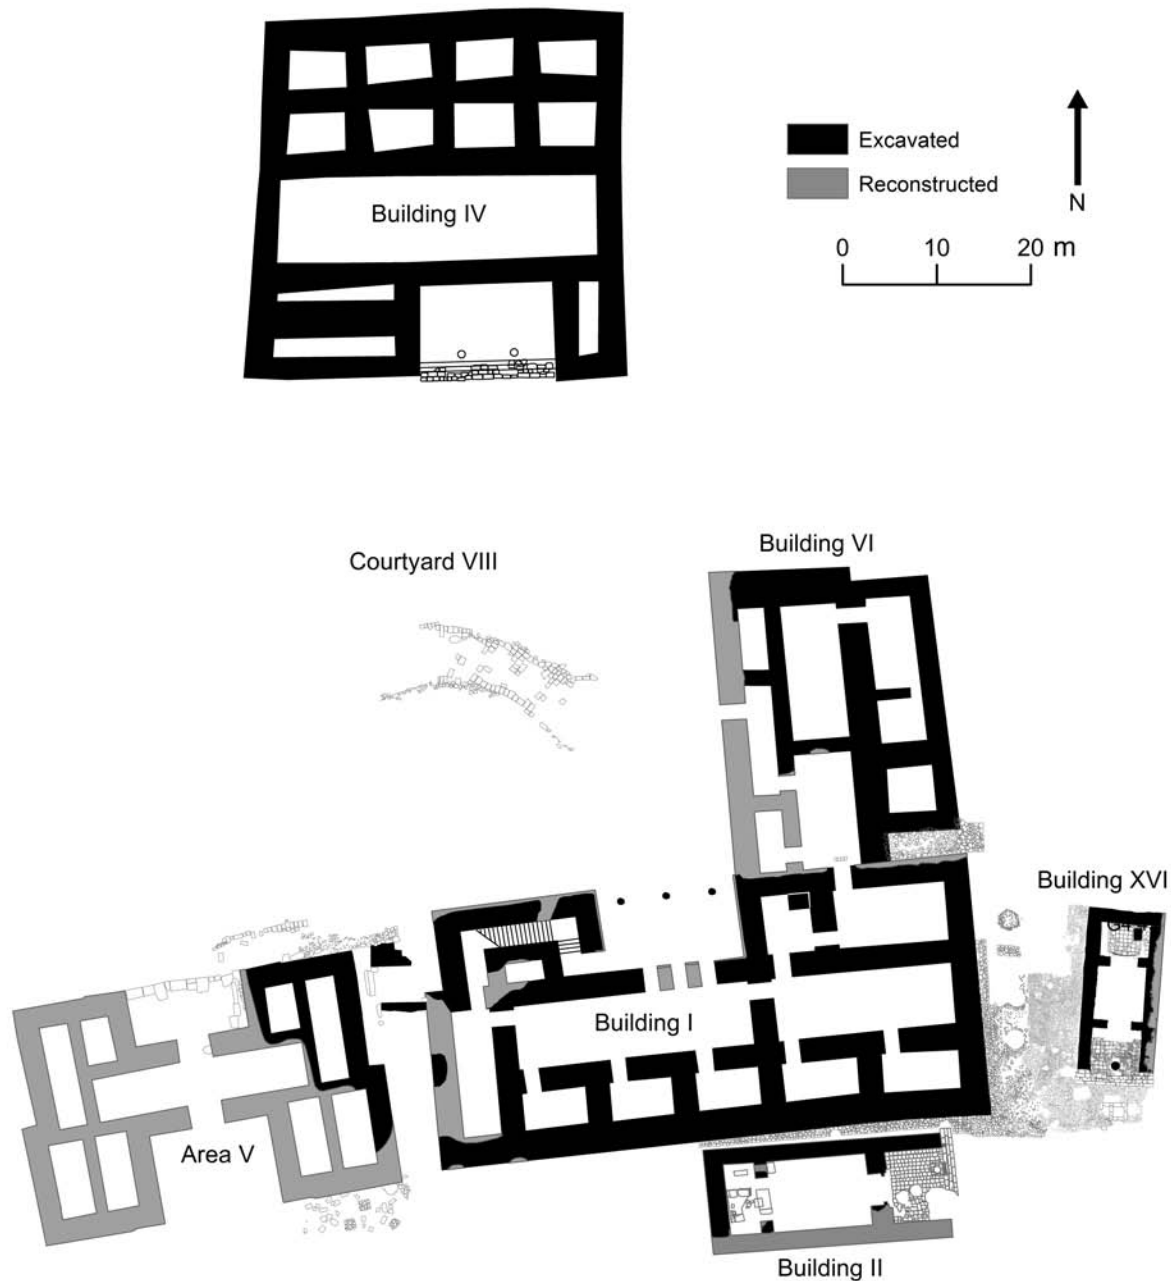 Building IV
Excavated
Reconstructed
N
0 10 20 m
Courtyard VIII
Building VI
Building XVI
Building I
Area V
Building II